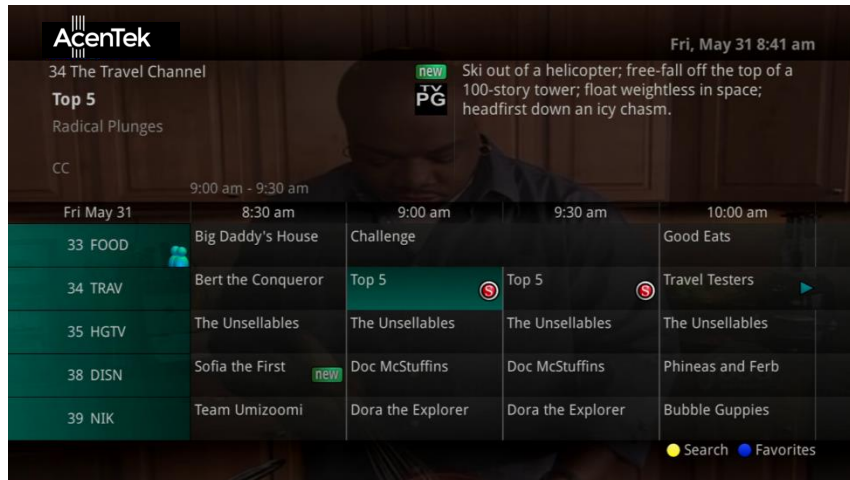 AcenTek
Fri, May 31 8:41 am
34 The Travel Channel
Top 5
Radical Plunges
CC
9:00 am - 9:30 am
new
TV
PG
Ski out of a helicopter; free-fall off the top of a
100-story tower; float weightless in space;
headfirst down an icy chasm.
Fri May 31 8:30 am 9:00 am 9:30 am 10:00 am
33 FOOD Big Daddy's House Challenge Good Eats
34 TRAV Bert the Conqueror Top 5 S Top 5 S Travel Testers
35 HGTV The Unsellables The Unsellables The Unsellables The Unsellables
38 DISN Sofia the First new Doc McStuffins Doc McStuffins Phineas and Ferb
39 NIK Team Umizoomi Dora the Explorer Dora the Explorer Bubble Guppies
Search Favorites